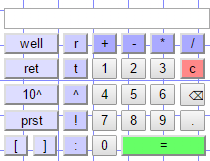 well r + - * /
ret t 1 2 3 c
10^ ^ 4 5 6 ⌫
prst ! 7 8 9 .
[ ] : 0 =